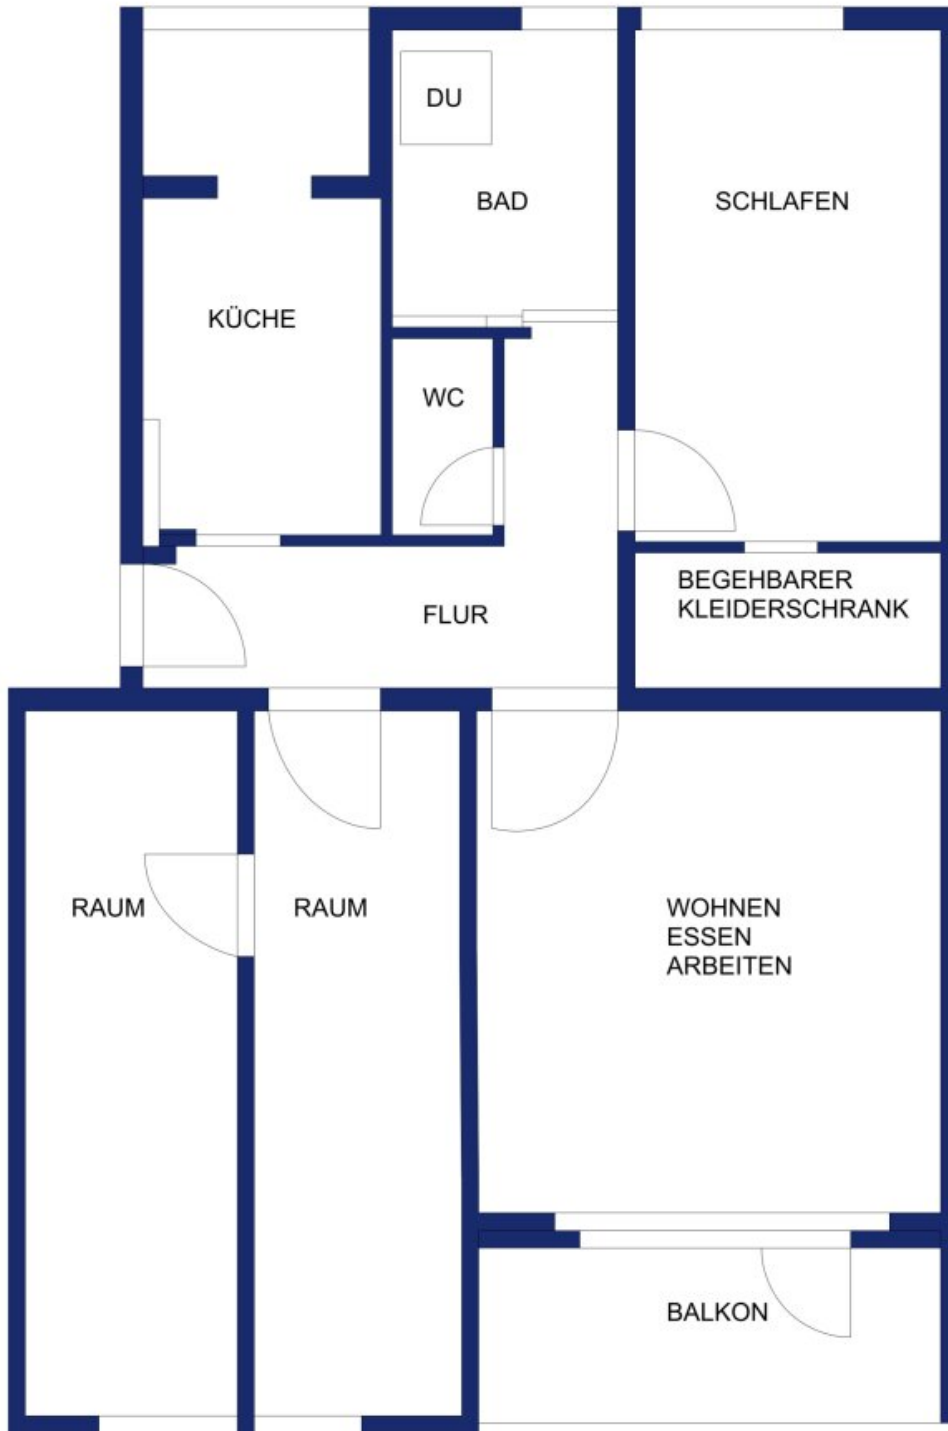 DU
BAD
SCHLAFEN
KÜCHE
WC
BEGEHBARER
KLEIDERSCHRANK
FLUR
RAUM
RAUM
WOHNEN
ESSEN
ARBEITEN
BALKON